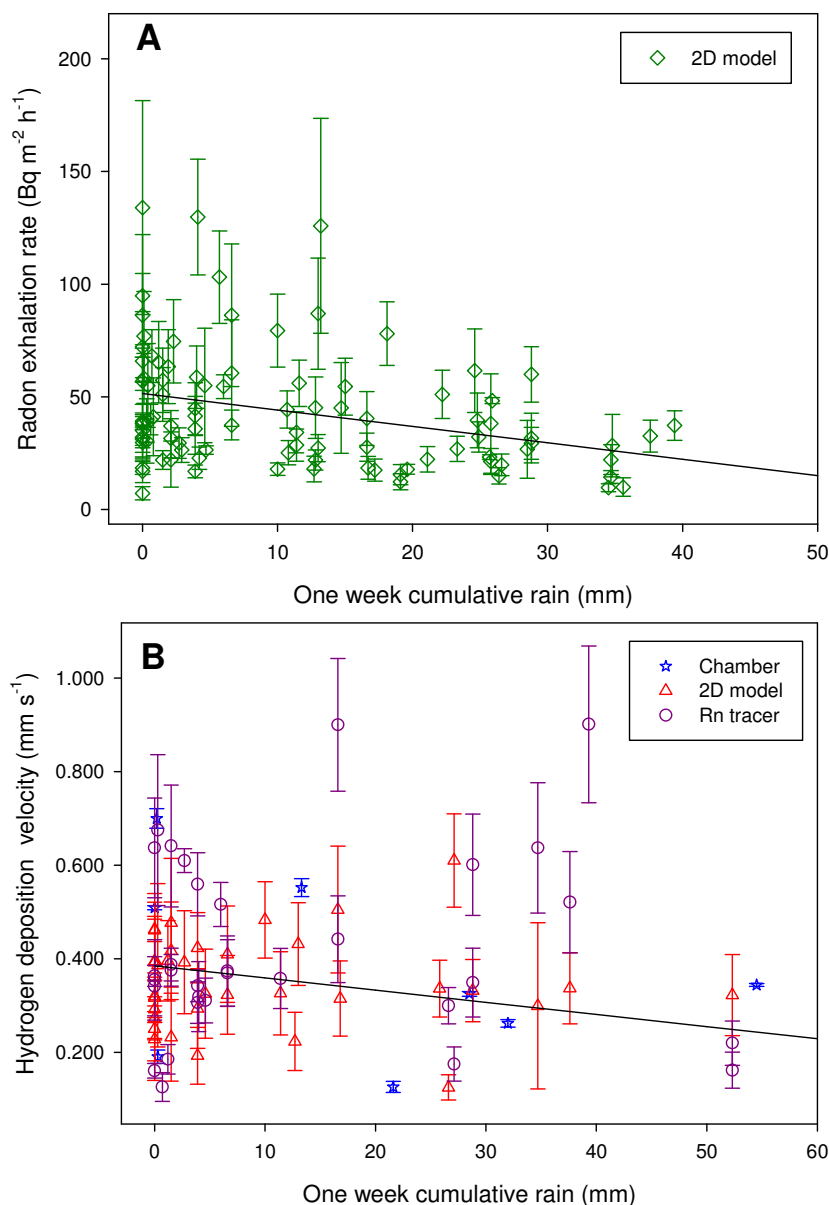 A
2D model
Radon exhalation rate (Bq m⁻² h⁻¹)
200
150
100
50
0
0 10 20 30 40 50
One week cumulative rain (mm)
B
Chamber
2D model
Rn tracer
Hydrogen deposition velocity (mm s⁻¹)
1.000
0.800
0.600
0.400
0.200
0 10 20 30 40 50 60
One week cumulative rain (mm)